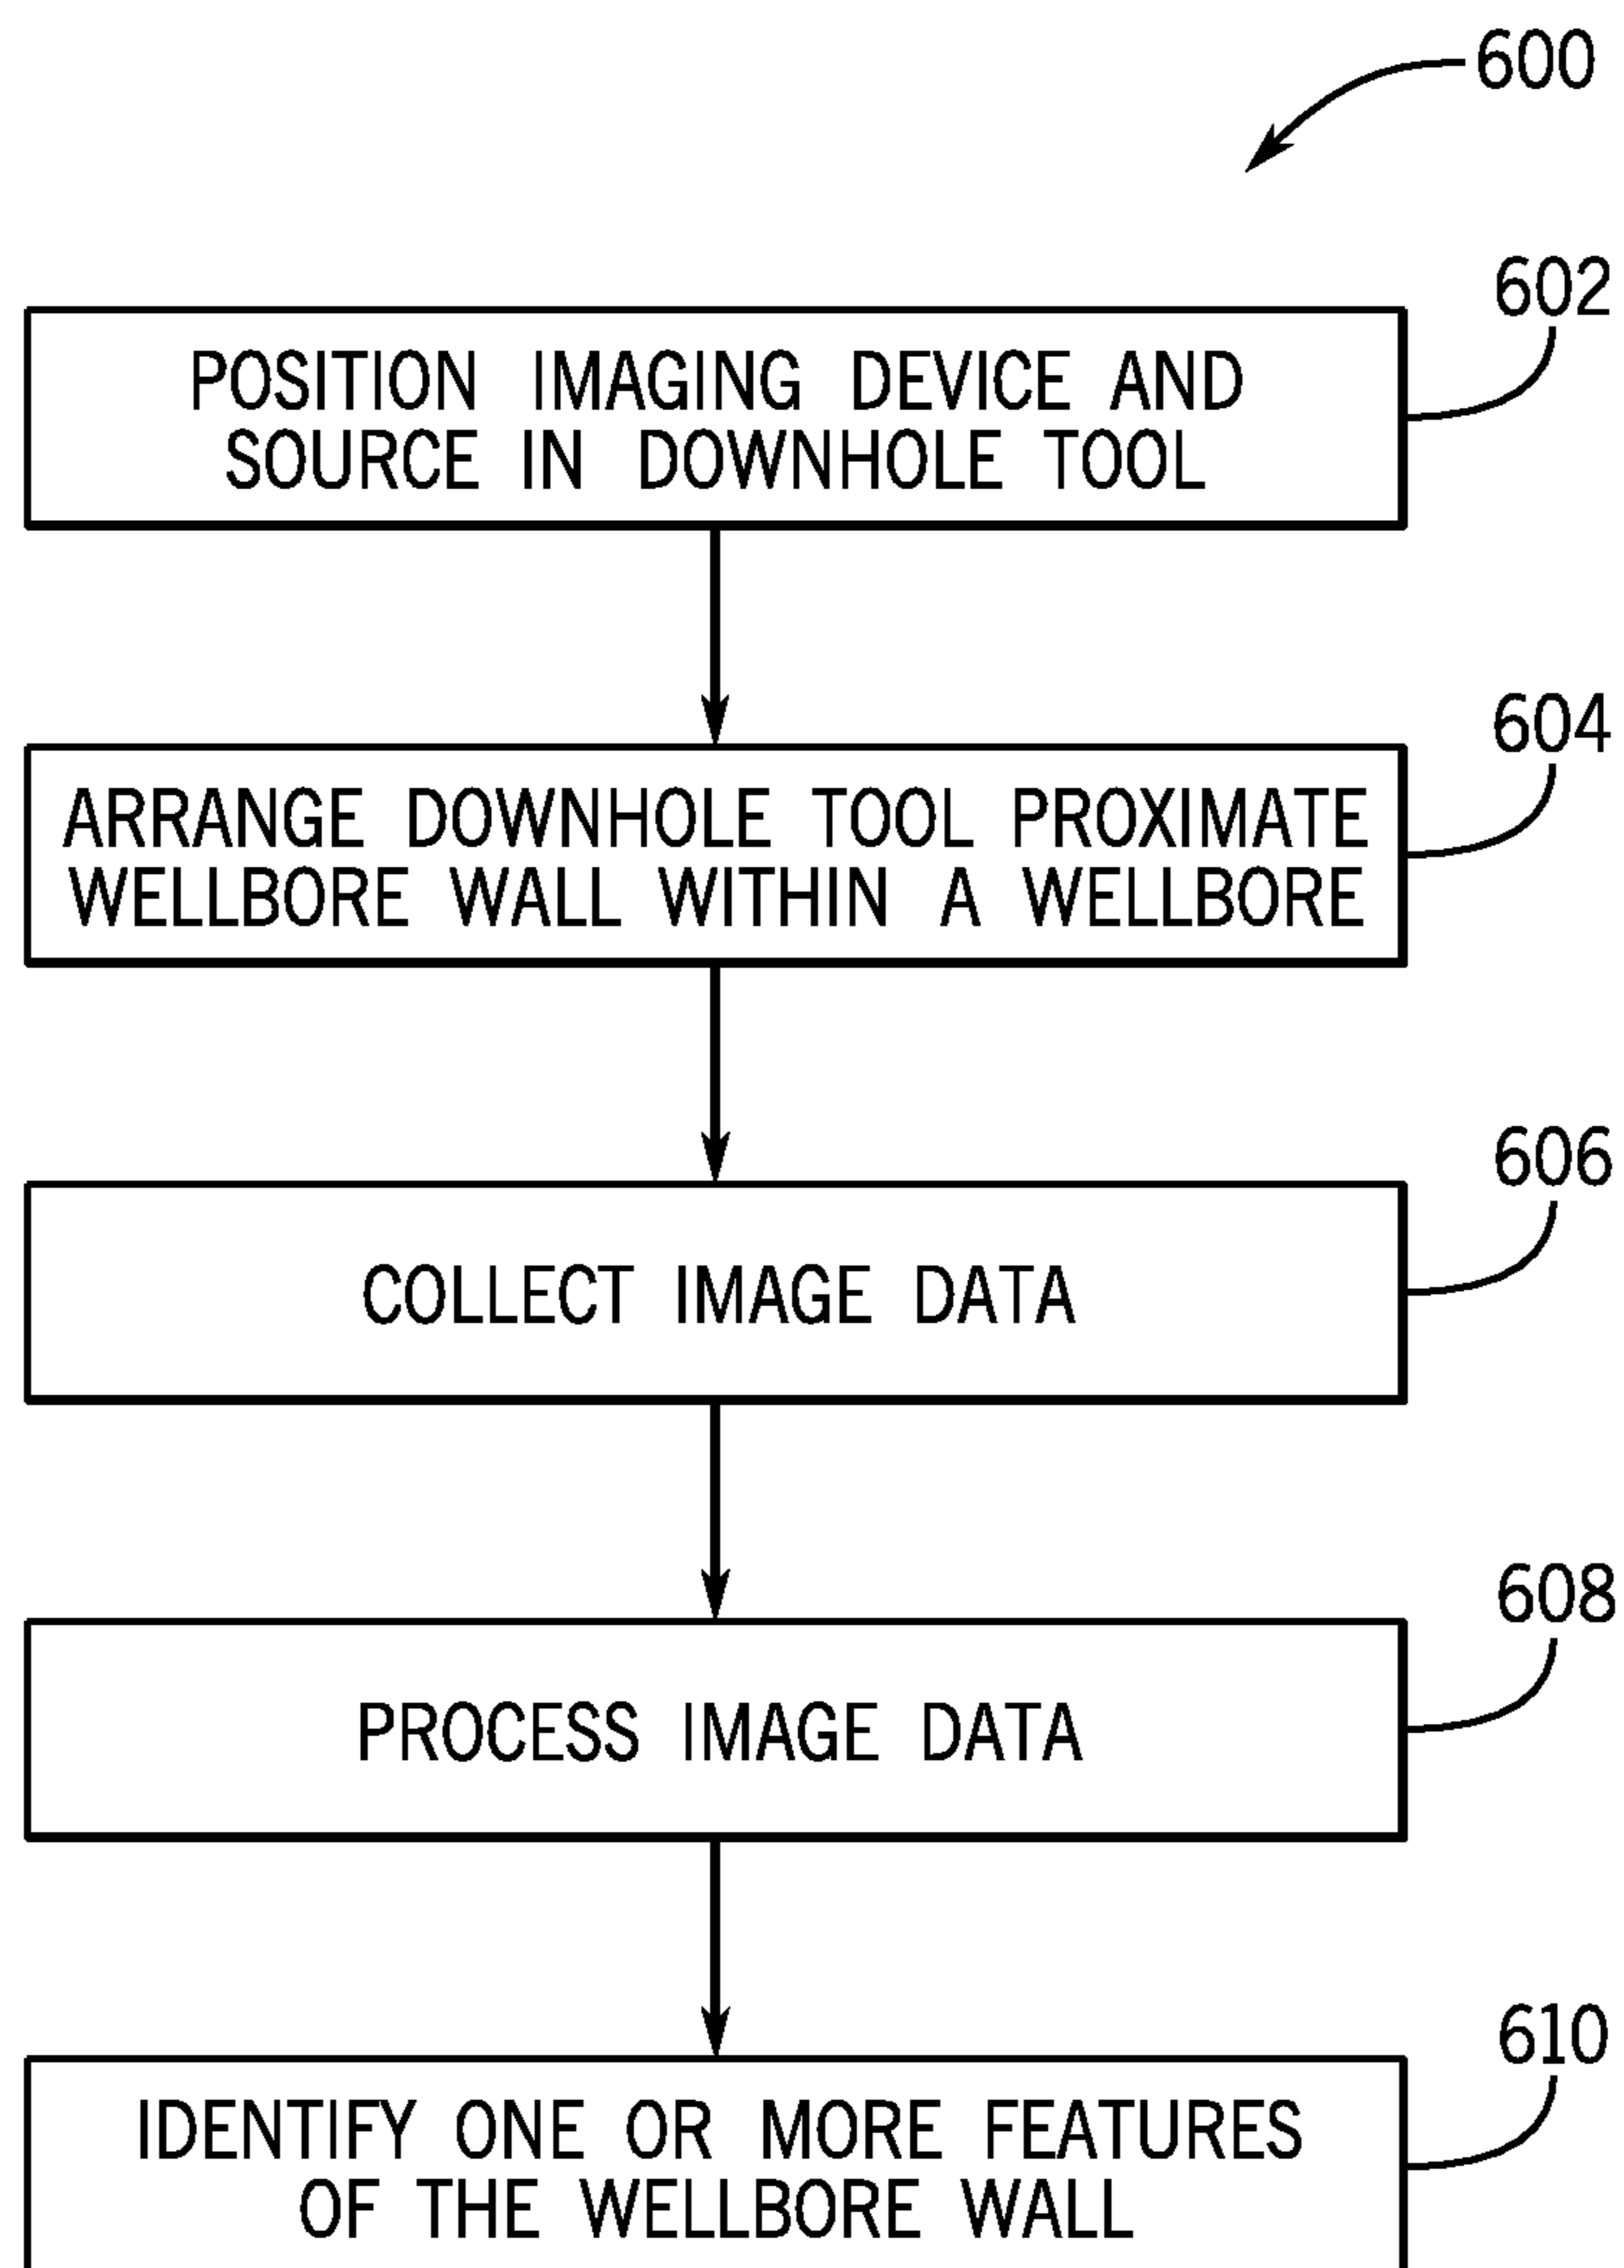 600
602
POSITION IMAGING DEVICE AND
SOURCE IN DOWNHOLE TOOL
604
ARRANGE DOWNHOLE TOOL PROXIMATE
WELLBORE WALL WITHIN A WELLBORE
606
COLLECT IMAGE DATA
608
PROCESS IMAGE DATA
610
IDENTIFY ONE OR MORE FEATURES
OF THE WELLBORE WALL